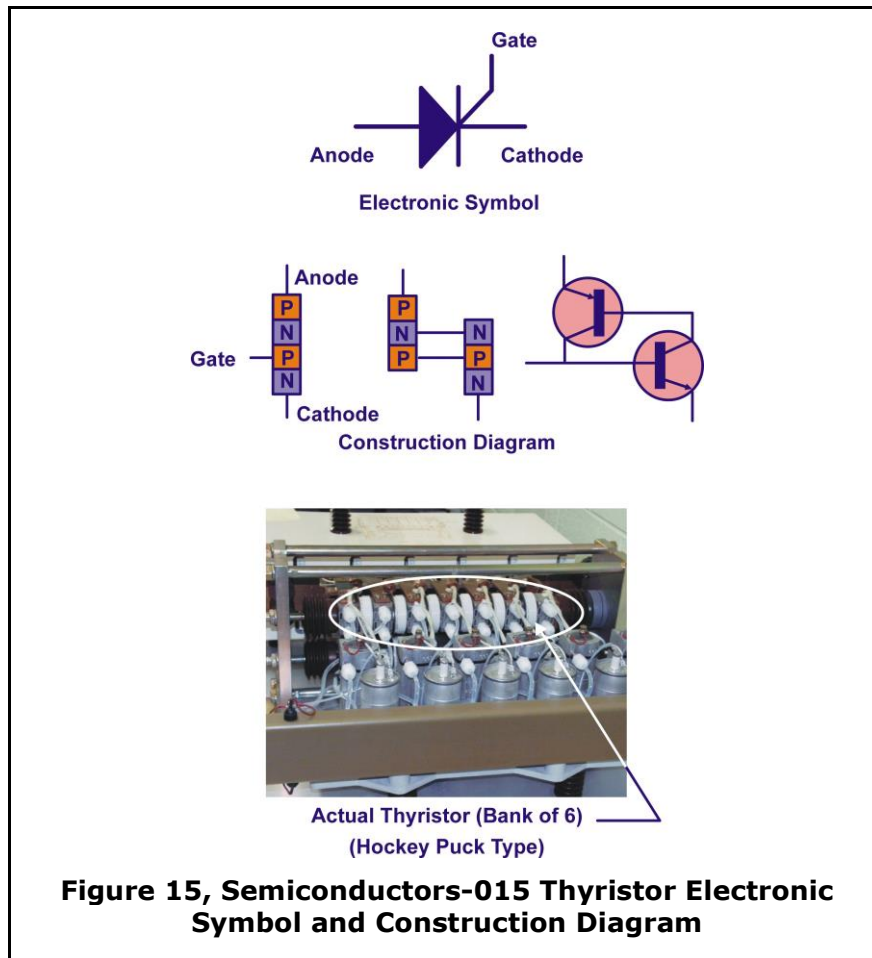 Gate
Anode
Cathode
Electronic Symbol
Anode
P
N
P
N
Gate
Cathode
P
N
P
N
P
N
Construction Diagram
Actual Thyristor (Bank of 6)
(Hockey Puck Type)
Figure 15, Semiconductors-015 Thyristor Electronic
Symbol and Construction Diagram